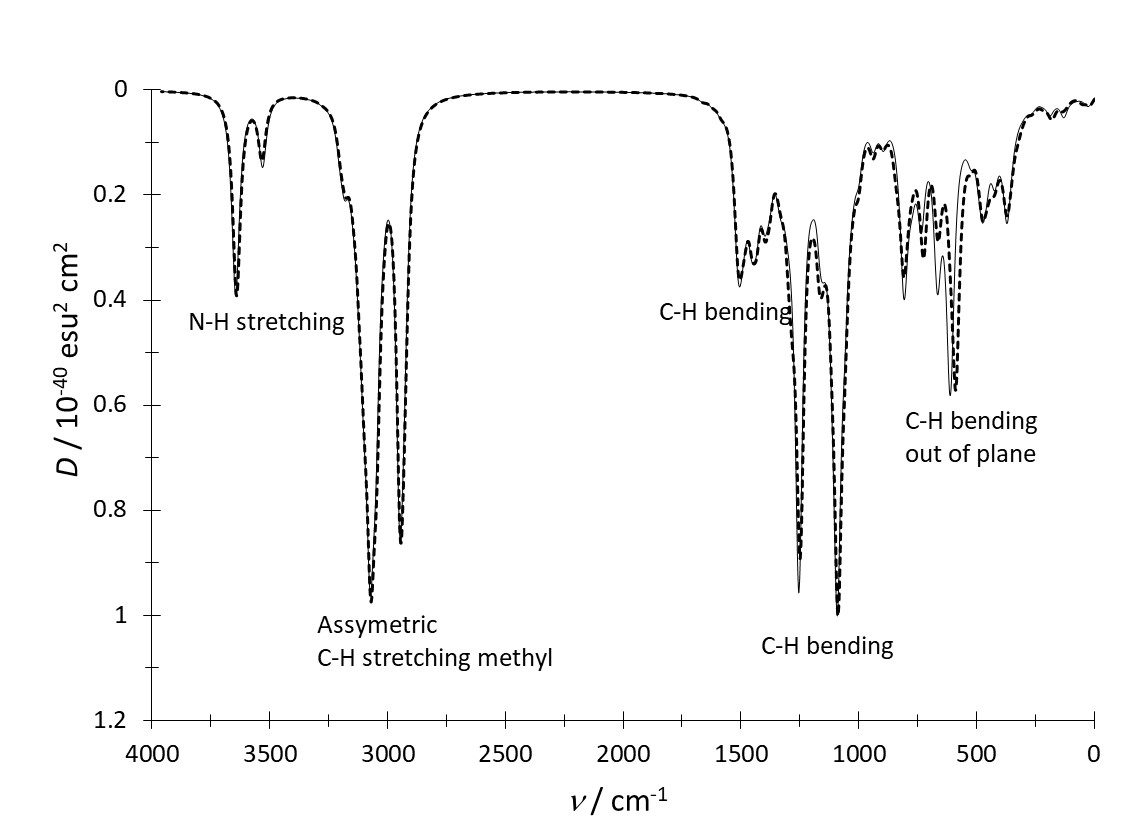 0
0.2
0.4
0.6
0.8
1
1.2
D / 10-40 esu2 cm2
N-H stretching
C-H bending
C-H bending
out of plane
Assymetric
C-H stretching methyl
C-H bending
4000 3500 3000 2500 2000 1500 1000 500 0
ν / cm-1